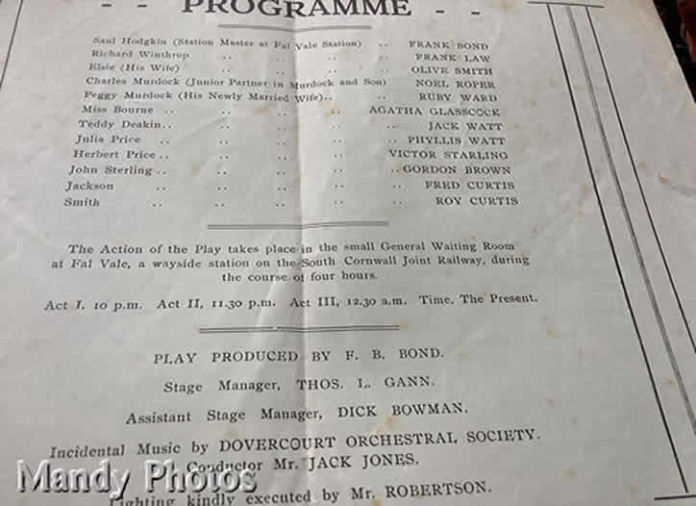 - - PROGRAMME - -
Saul Hodgkin (Station Master at Fal Vale Station) .. FRANK BOND
Richard Winthrop .. .. .. .. FRANK LAW
Elsie (His Wife) .. .. .. .. OLIVE SMITH
Charles Murdock (Junior Partner in Murdock and Son) NOEL ROPER
Peggy Murdock (His Newly Married Wife).. .. RUBY WARD
Miss Bourne .. .. .. .. AGATHA GLASSCOCK
Teddy Deakin.. .. .. .. .. JACK WATT
Julia Price .. .. .. .. .. PHYLLIS WATT
Herbert Price .. .. .. .. VICTOR STARLING
John Sterling .. .. .. .. .. GORDON BROWN
Jackson .. .. .. .. .. FRED CURTIS
Smith .. .. .. .. .. ROY CURTIS
The Action of the Play takes place in the small General Waiting Room
at Fal Vale, a wayside station on the South Cornwall Joint Railway, during
the course of four hours.
Act I. 10 p.m. Act II, 11.30 p.m. Act III, 12.30 a.m. Time, The Present.
PLAY PRODUCED BY F. B. BOND.
Stage Manager, THOS. L. GANN.
Assistant Stage Manager, DICK BOWMAN.
Incidental Music by DOVERCOURT ORCHESTRAL SOCIETY.
Conductor Mr. JACK JONES.
Lighting kindly executed by Mr. ROBERTSON.
Mandy Photos